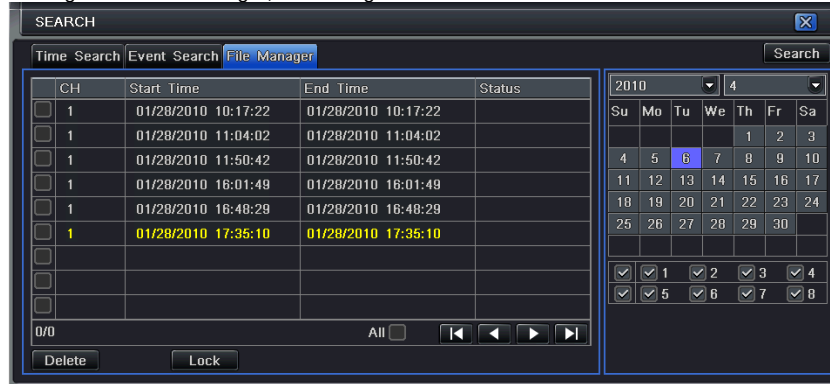 SEARCH
Time Search Event Search File Manager Search
CH Start Time End Time Status
1 01/28/2010 10:17:22 01/28/2010 10:17:22
1 01/28/2010 11:04:02 01/28/2010 11:04:02
1 01/28/2010 11:50:42 01/28/2010 11:50:42
1 01/28/2010 16:01:49 01/28/2010 16:01:49
1 01/28/2010 16:48:29 01/28/2010 16:48:29
1 01/28/2010 17:35:10 01/28/2010 17:35:10
0/0 All
Delete Lock
2010 4
Su Mo Tu We Th Fr Sa
1 2 3
4 5 6 7 8 9 10
11 12 13 14 15 16 17
18 19 20 21 22 23 24
25 26 27 28 29 30
1 2 3 4
5 6 7 8